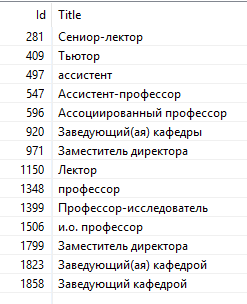 Id Title
281 Сениор-лектор
409 Тьютор
497 ассистент
547 Ассистент-профессор
596 Ассоциированный профессор
920 Заведующий(ая) кафедры
971 Заместитель директора
1150 Лектор
1348 профессор
1399 Профессор-исследователь
1506 и.о. профессор
1799 Заместитель директора
1823 Заведующий(ая) кафедрой
1858 Заведующий кафедрой